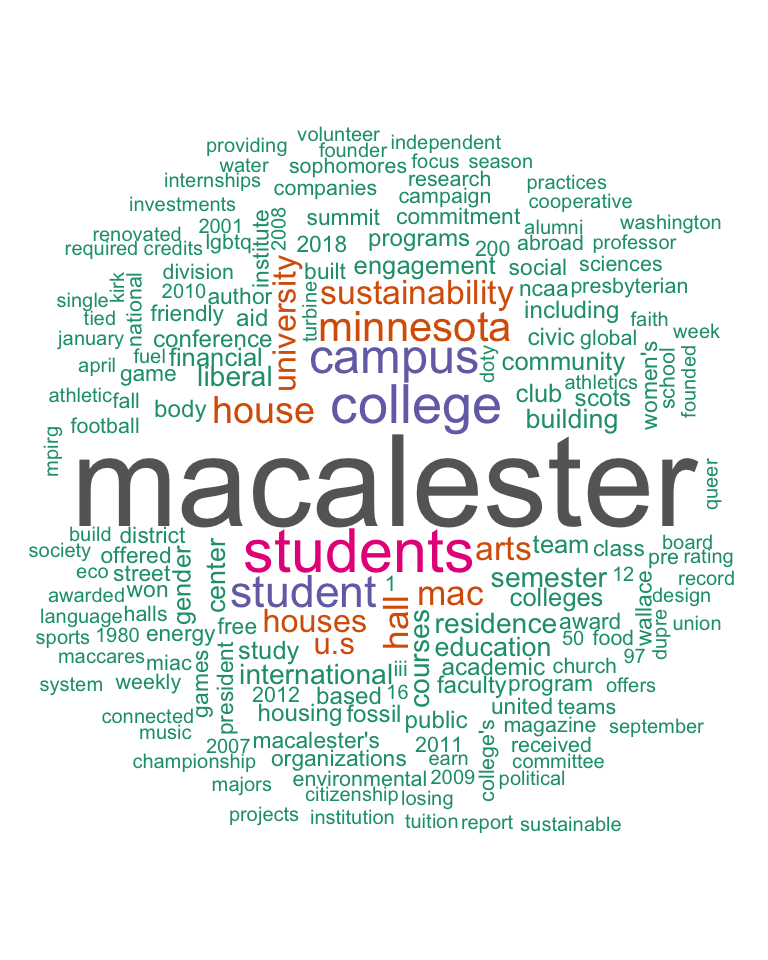 volunteer
providing founder independent
water sophomores focus season
internships companies research practices
investments campaign cooperative
renovated 2001 institute 2008 summit commitment alumni washington
required credits lgbtq 2018 programs 200 abroad professor
division built engagement social sciences
single kirk national 2010 author university turbine sustainability ncaa presbyterian
tied friendly aid minnesota including faith
january conference civic global week
april fuel financial campus doty community women's school founded
game liberal athletics
athletic fall body house college club scots
football building
mpirg macalester queer
build district students arts team class board
society offered gender center pre rating
eco street student 1 mac semester 12 record
awarded won colleges wallace design
language halls houses hall courses residence award dupre union
sports 1980 energy free u.s education 50 food
maccares miac games president study academic church 97
system weekly international iii faculty program offers
2012 based 16 united teams
connected housing fossil public college's magazine september
music 2007 macalester's 2011 received
championship organizations earn committee
majors environmental 2009 political
citizenship losing
projects institution tuition report sustainable